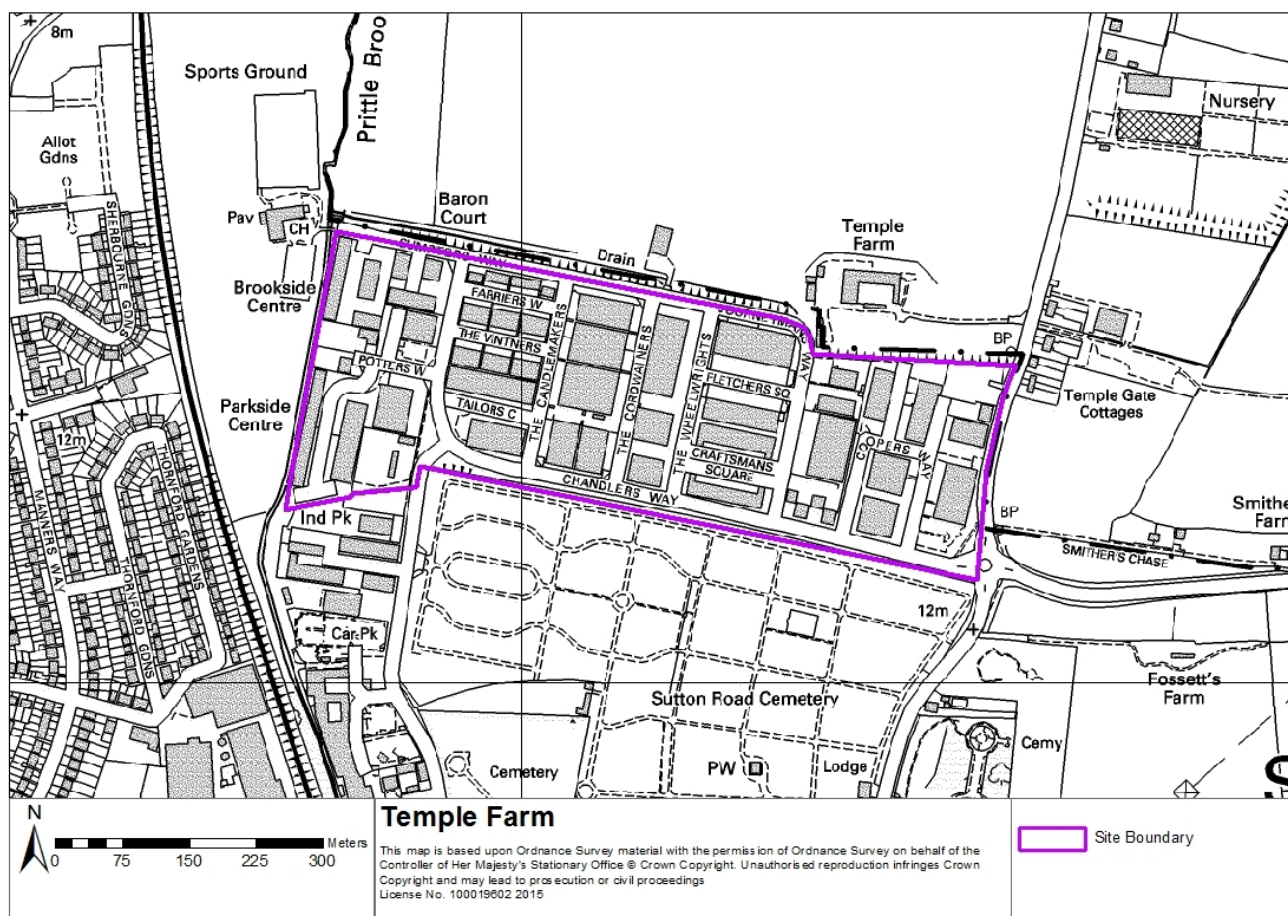 8m
Sports Ground
Prittle Broo
Nursery
Allot
Gdns
SHERBOURNE GDNS
Pav
CH
Baron
Court
Drain
Temple
Farm
Brookside
Centre
SUMPTERS WAY
FARRIERS W
THE VINTNERS
THE CANDLEMAKERS
THE CORDWAINERS
THE WHEELWRIGHTS
WAY
FLETCHERS SQ
BP
Temple Gate
Cottages
POTTERS W
Parkside
Centre
TAILORS C
COOPERS WAY
CRAFTSMANS
SQUARE
CHANDLERS WAY
12m
MANNERS WAY
THORNFORD GARDENS
THORNFORD GDNS
Ind Pk
BP
Smithe
Farm
SMITHER'S CHASE
12m
Car Pk
Sutton Road Cemetery
Fossett's
Farm
Cemetery
PW
Lodge
Cemy
S
N
0 75 150 225 300 Meters
Temple Farm
This map is based upon Ordnance Survey material with the permission of Ordnance Survey on behalf of the
Controller of Her Majesty's Stationary Office © Crown Copyright. Unauthorised reproduction infringes Crown
Copyright and may lead to prosecution or civil proceedings
License No. 100019602 2015
Site Boundary